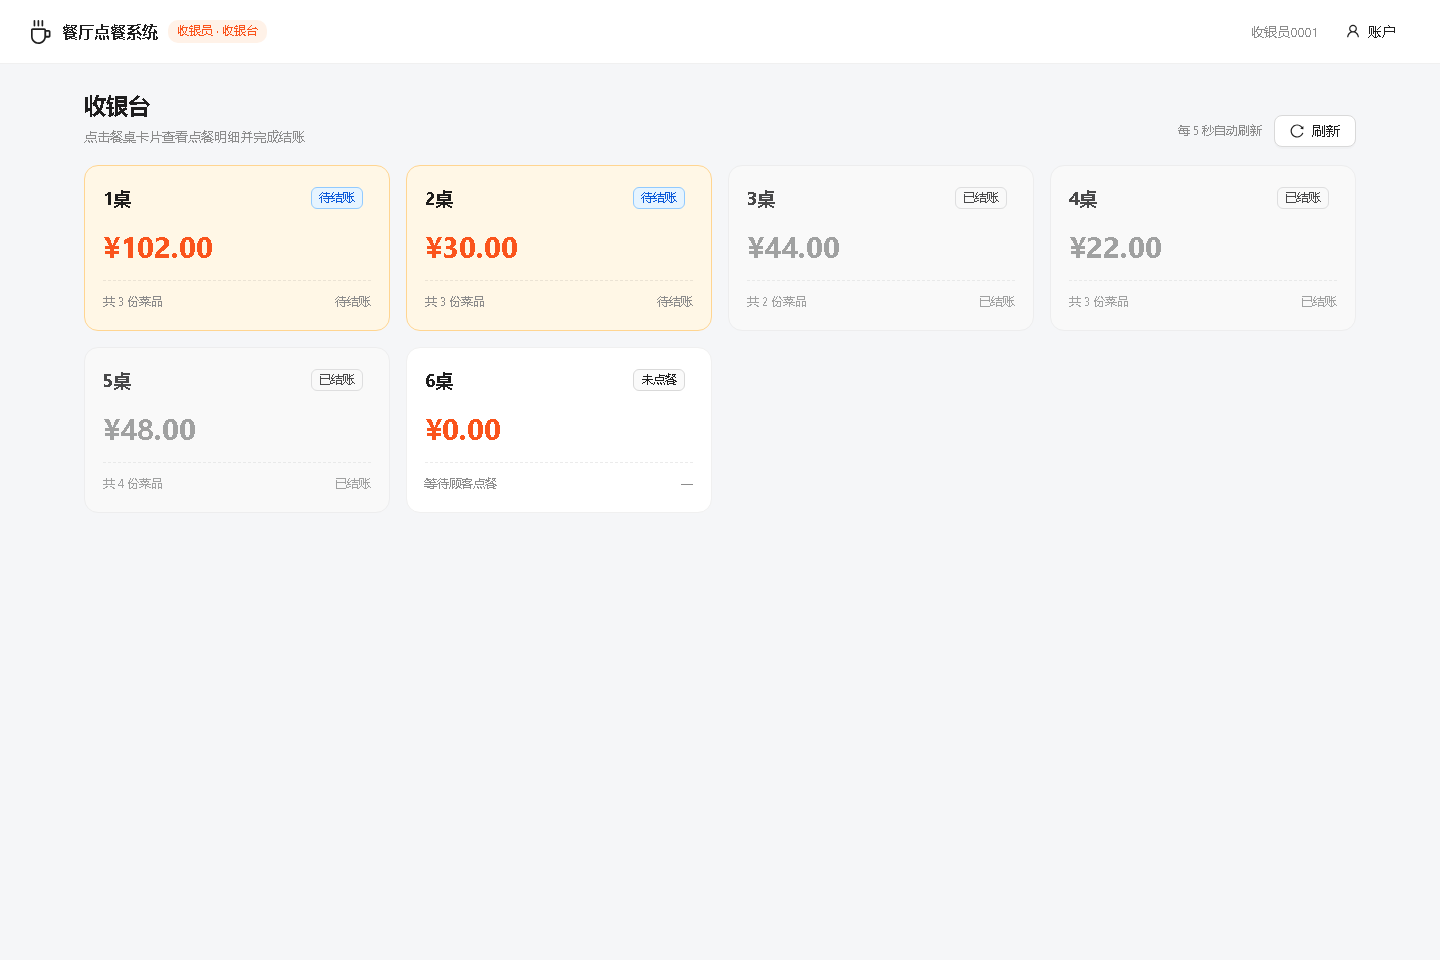 餐厅点餐系统 收银员 · 收银台
收银员0001 账户
收银台
点击餐桌卡片查看点餐明细并完成结账
每 5 秒自动刷新 刷新
1桌 待结账
¥102.00
共 3 份菜品 待结账
2桌 待结账
¥30.00
共 3 份菜品 待结账
3桌 已结账
¥44.00
共 2 份菜品 已结账
4桌 已结账
¥22.00
共 3 份菜品 已结账
5桌 已结账
¥48.00
共 4 份菜品 已结账
6桌 未点餐
¥0.00
等待顾客点餐 —